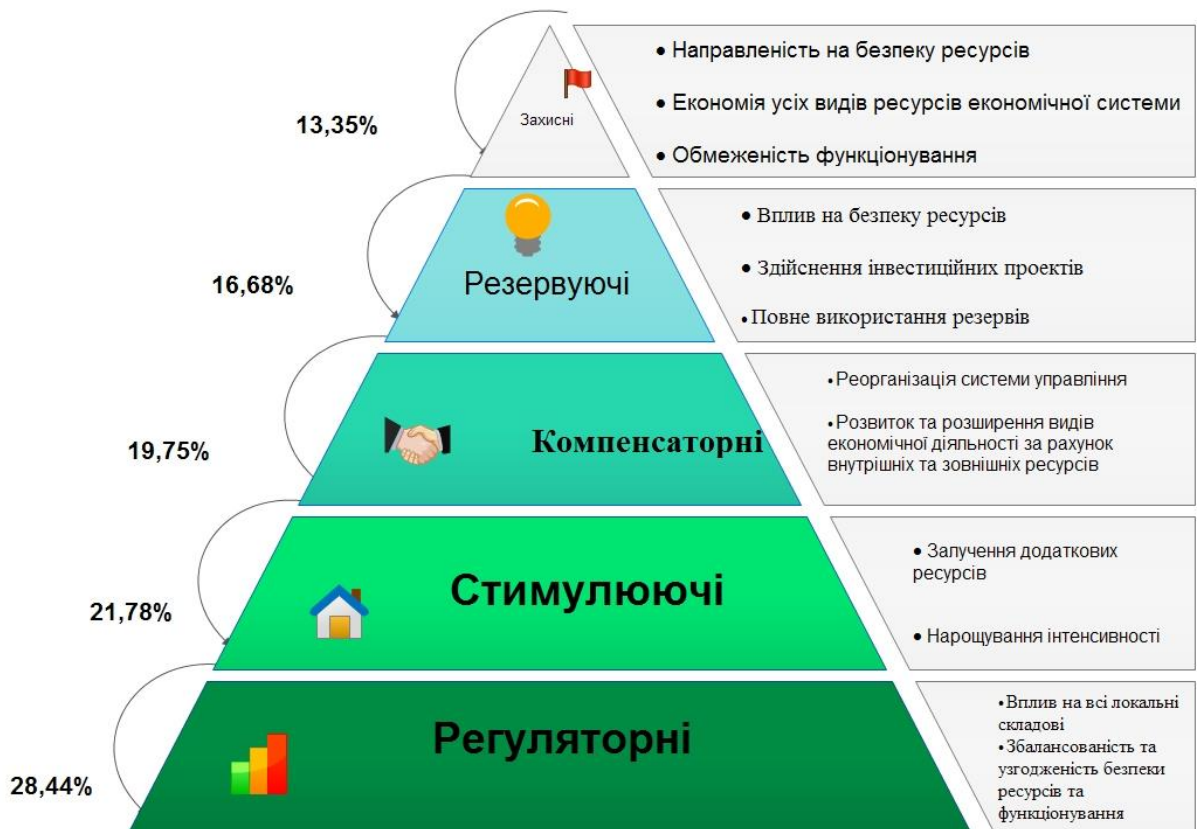 • Направленість на безпеку ресурсів
• Економія усіх видів ресурсів економічної системи
• Обмеженість функціонування
Захисні
13,35%
• Вплив на безпеку ресурсів
• Здійснення інвестиційних проектів
• Повне використання резервів
Резервуючі
16,68%
• Реорганізація системи управління
• Розвиток та розширення видів
економічної діяльності за рахунок
внутрішніх та зовнішніх ресурсів
Компенсаторні
19,75%
• Залучення додаткових
ресурсів
• Нарощування інтенсивності
Стимулюючі
21,78%
• Вплив на всі локальні
складові
• Збалансованість та
узгодженість безпеки
ресурсів та
функціонування
Регуляторні
28,44%